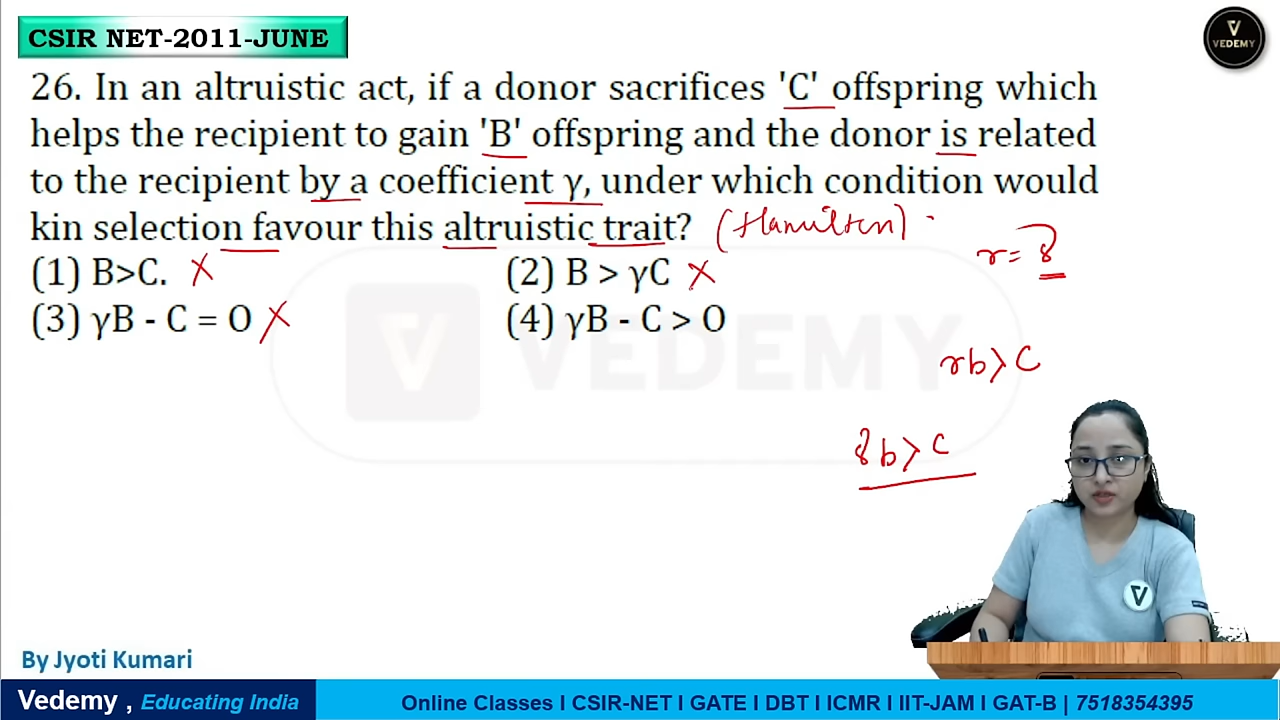 CSIR NET-2011-JUNE
VEDEMY
26. In an altruistic act, if a donor sacrifices 'C' offspring which
helps the recipient to gain 'B' offspring and the donor is related
to the recipient by a coefficient γ, under which condition would
kin selection favour this altruistic trait? (Hamilton)
r = γ
(1) B>C. X
(2) B > γC X
(3) γB - C = O X
(4) γB - C > O
VEDEMY
rb > C
γb > C
By Jyoti Kumari
Vedemy , Educating India
Online Classes I CSIR-NET I GATE I DBT I ICMR I IIT-JAM I GAT-B | 7518354395